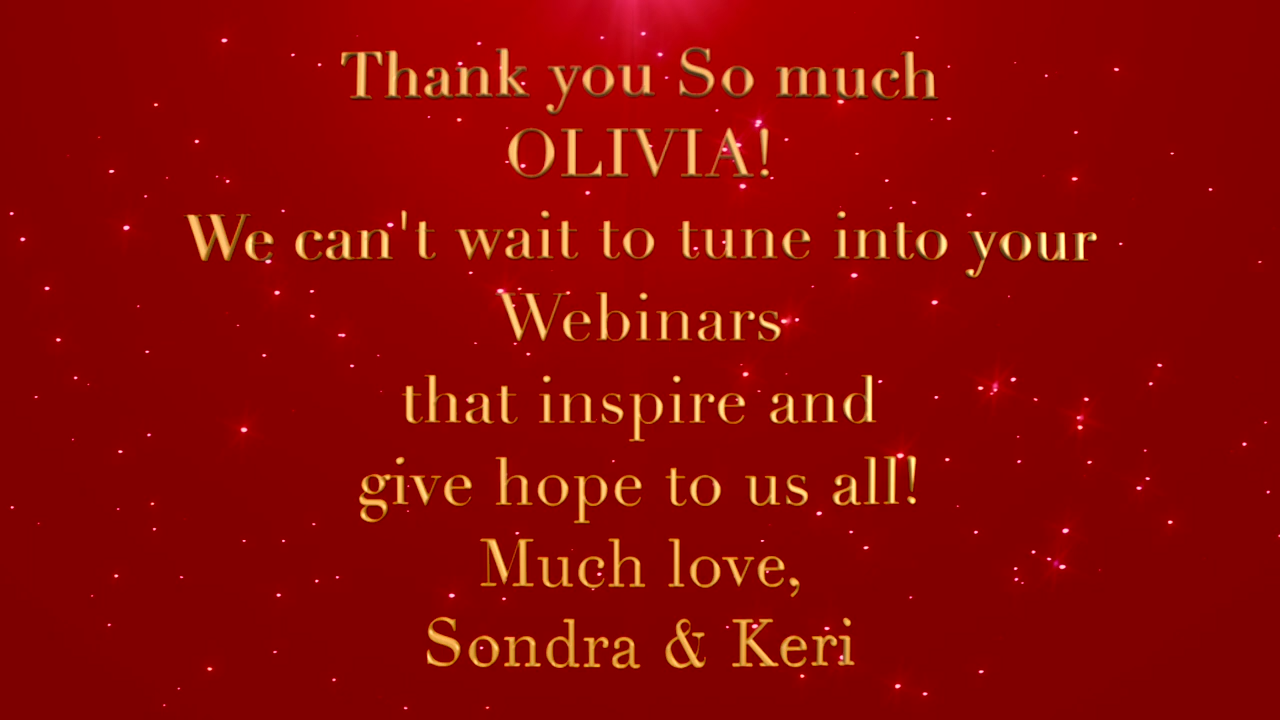 Thank you So much
OLIVIA!
We can't wait to tune into your
Webinars
that inspire and
give hope to us all!
Much love,
Sondra & Keri